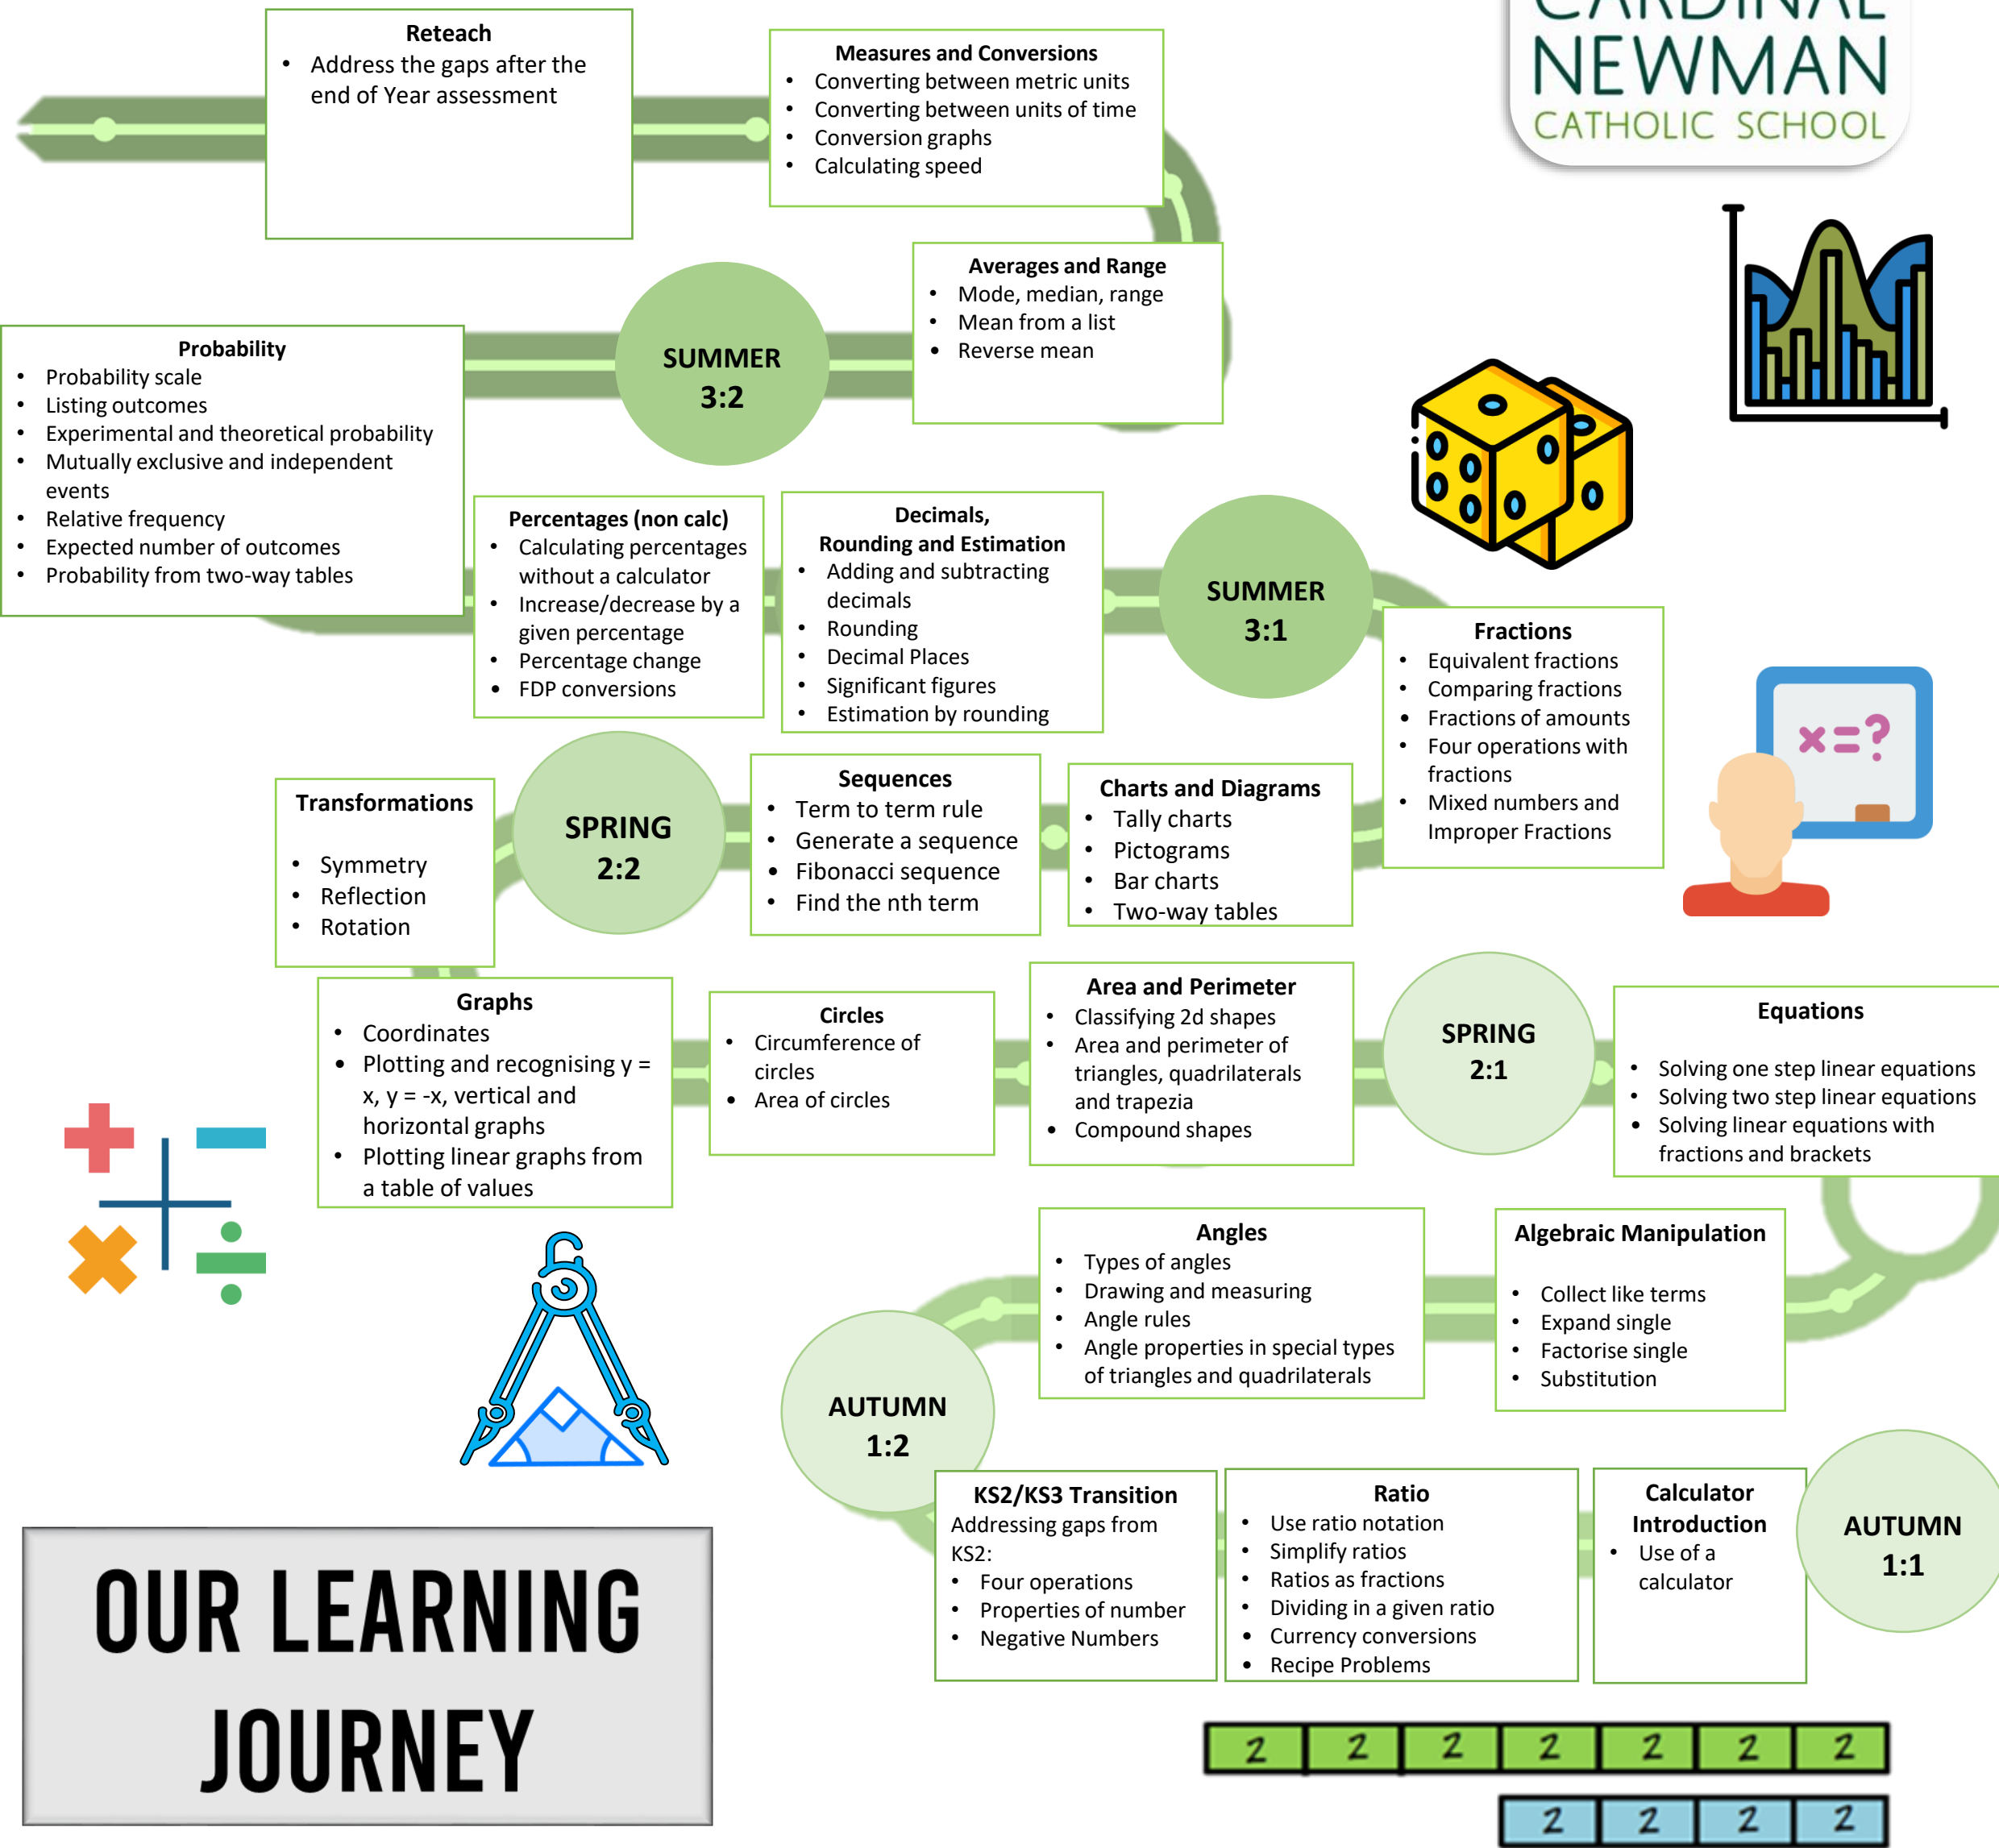 CARDINAL
NEWMAN
CATHOLIC SCHOOL
Reteach
• Address the gaps after the
end of Year assessment
Measures and Conversions
• Converting between metric units
• Converting between units of time
• Conversion graphs
• Calculating speed
Averages and Range
• Mode, median, range
• Mean from a list
• Reverse mean
SUMMER
3:2
Probability
• Probability scale
• Listing outcomes
• Experimental and theoretical probability
• Mutually exclusive and independent
events
• Relative frequency
• Expected number of outcomes
• Probability from two-way tables
Percentages (non calc)
• Calculating percentages
without a calculator
• Increase/decrease by a
given percentage
• Percentage change
• FDP conversions
Decimals,
Rounding and Estimation
• Adding and subtracting
decimals
• Rounding
• Decimal Places
• Significant figures
• Estimation by rounding
SUMMER
3:1
Fractions
• Equivalent fractions
• Comparing fractions
• Fractions of amounts
• Four operations with
fractions
• Mixed numbers and
Improper Fractions
x=?
Transformations
• Symmetry
• Reflection
• Rotation
SPRING
2:2
Sequences
• Term to term rule
• Generate a sequence
• Fibonacci sequence
• Find the nth term
Charts and Diagrams
• Tally charts
• Pictograms
• Bar charts
• Two-way tables
Graphs
• Coordinates
• Plotting and recognising y =
x, y = -x, vertical and
horizontal graphs
• Plotting linear graphs from
a table of values
Circles
• Circumference of
circles
• Area of circles
Area and Perimeter
• Classifying 2d shapes
• Area and perimeter of
triangles, quadrilaterals
and trapezia
• Compound shapes
SPRING
2:1
Equations
• Solving one step linear equations
• Solving two step linear equations
• Solving linear equations with
fractions and brackets
Angles
• Types of angles
• Drawing and measuring
• Angle rules
• Angle properties in special types
of triangles and quadrilaterals
Algebraic Manipulation
• Collect like terms
• Expand single
• Factorise single
• Substitution
AUTUMN
1:2
KS2/KS3 Transition
Addressing gaps from
KS2:
• Four operations
• Properties of number
• Negative Numbers
Ratio
• Use ratio notation
• Simplify ratios
• Ratios as fractions
• Dividing in a given ratio
• Currency conversions
• Recipe Problems
Calculator
Introduction
• Use of a
calculator
AUTUMN
1:1
OUR LEARNING
JOURNEY
2 2 2 2 2 2 2
2 2 2 2